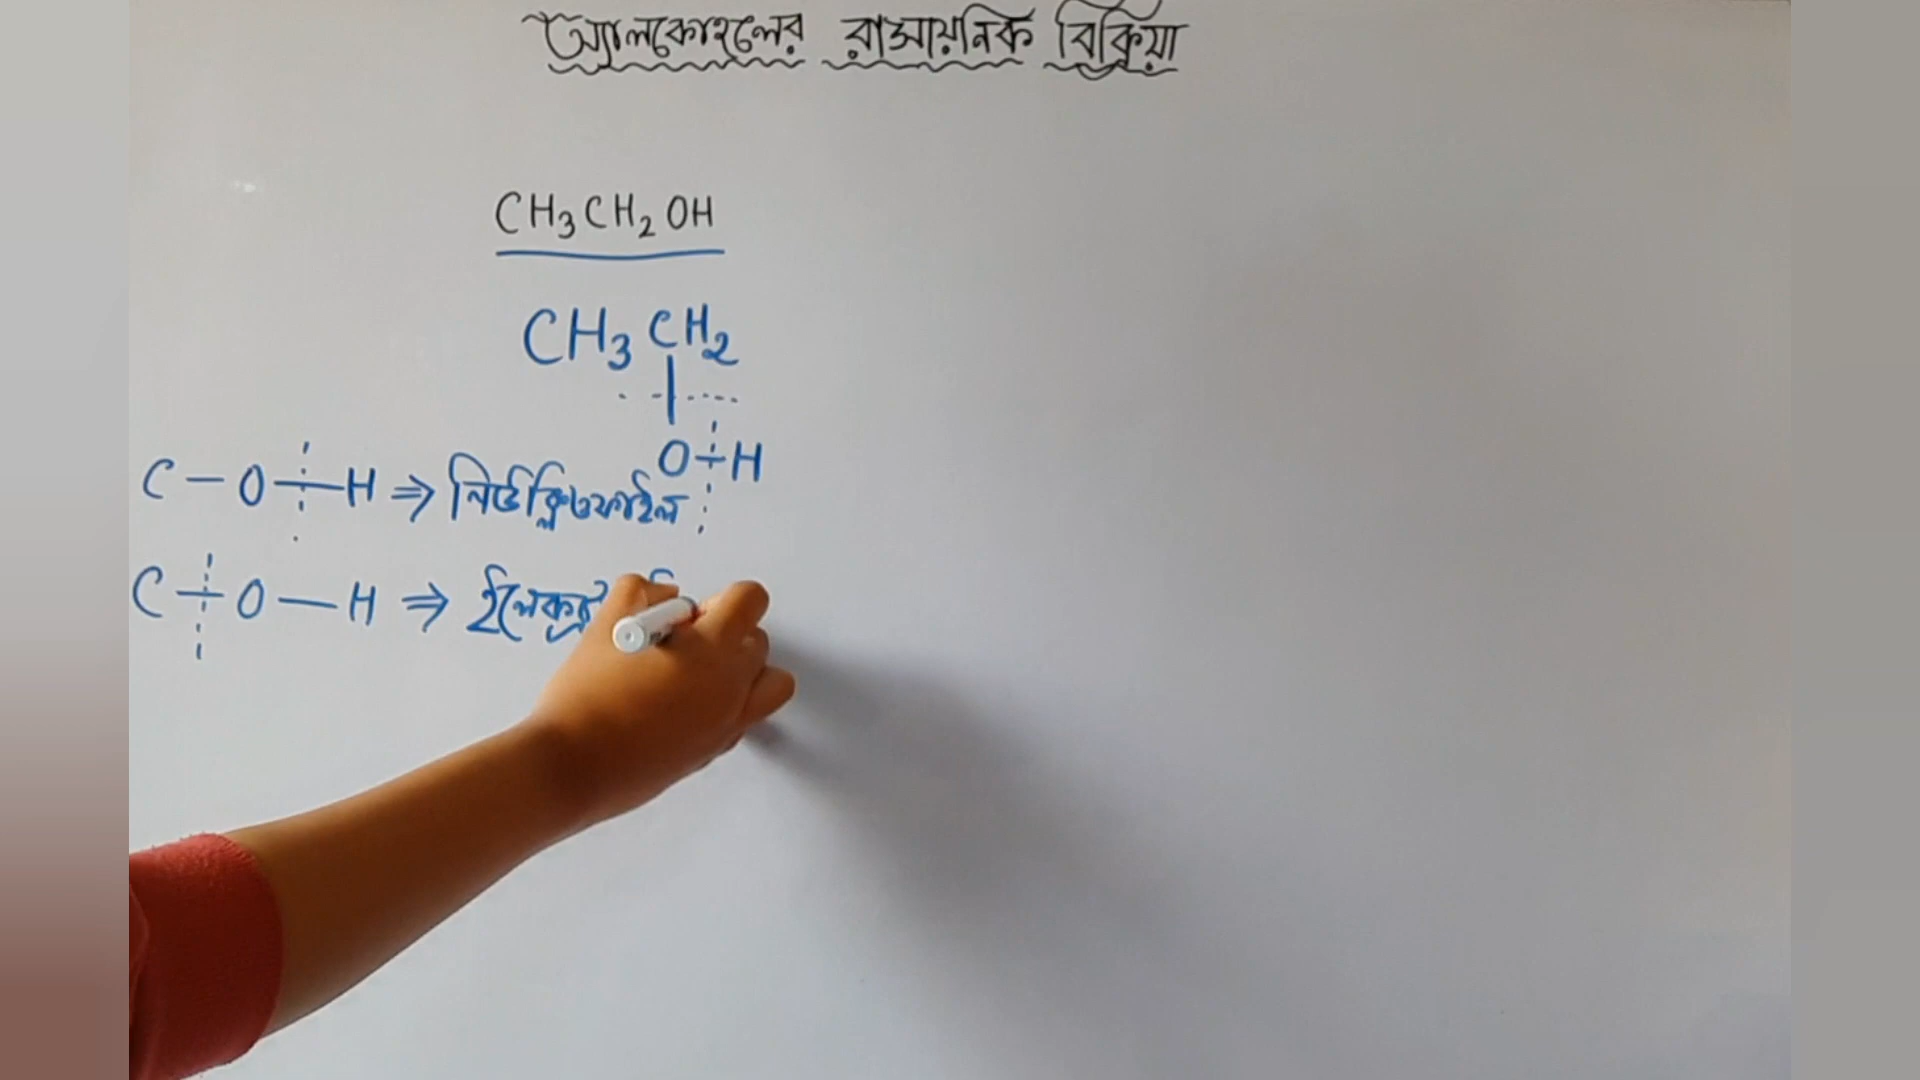 অ্যালকোহলের রাসায়নিক বিক্রিয়া
CH₃CH₂OH
CH₃CH₂
O-H
C-O-H ⇒ নিউক্লিওফাইল
C-O-H ⇒